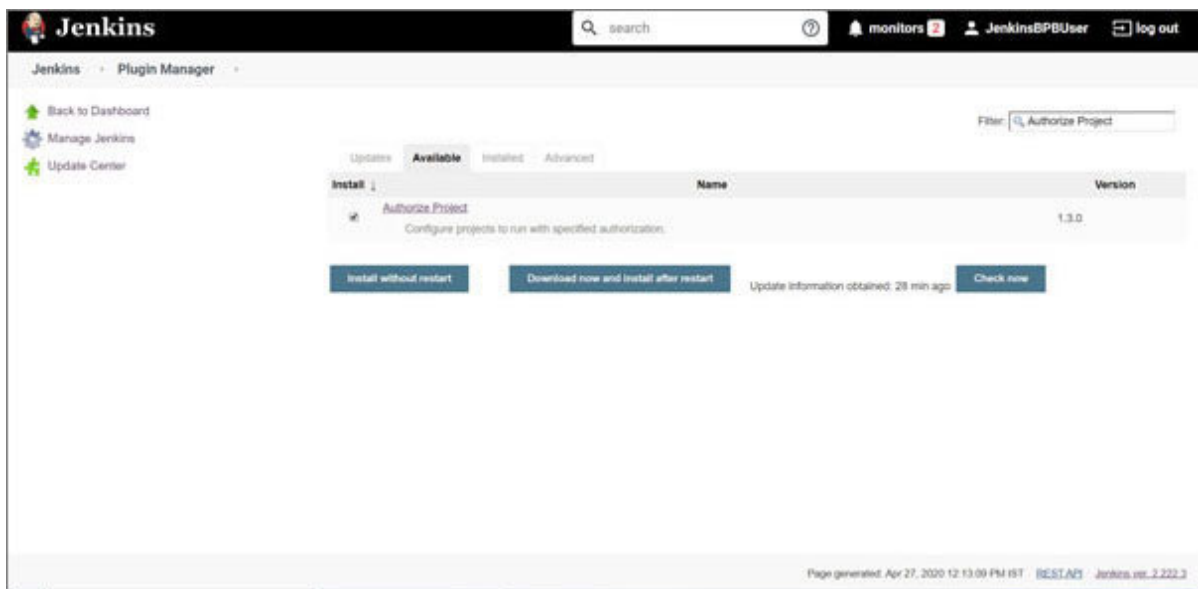 Jenkins
search
monitors 2
JenkinsBPBUser
log out
Jenkins
Plugin Manager
Back to Dashboard
Manage Jenkins
Update Center
Filter: Authorize Project
Updates Available Installed Advanced
Install ↓ Name Version
Authorize Project 1.3.0
Configure projects to run with specified authorization.
Install without restart Download now and install after restart Update information obtained: 28 min ago Check now
Page generated: Apr 27, 2020 12:13:09 PM IST REST API Jenkins ver. 2.222.3